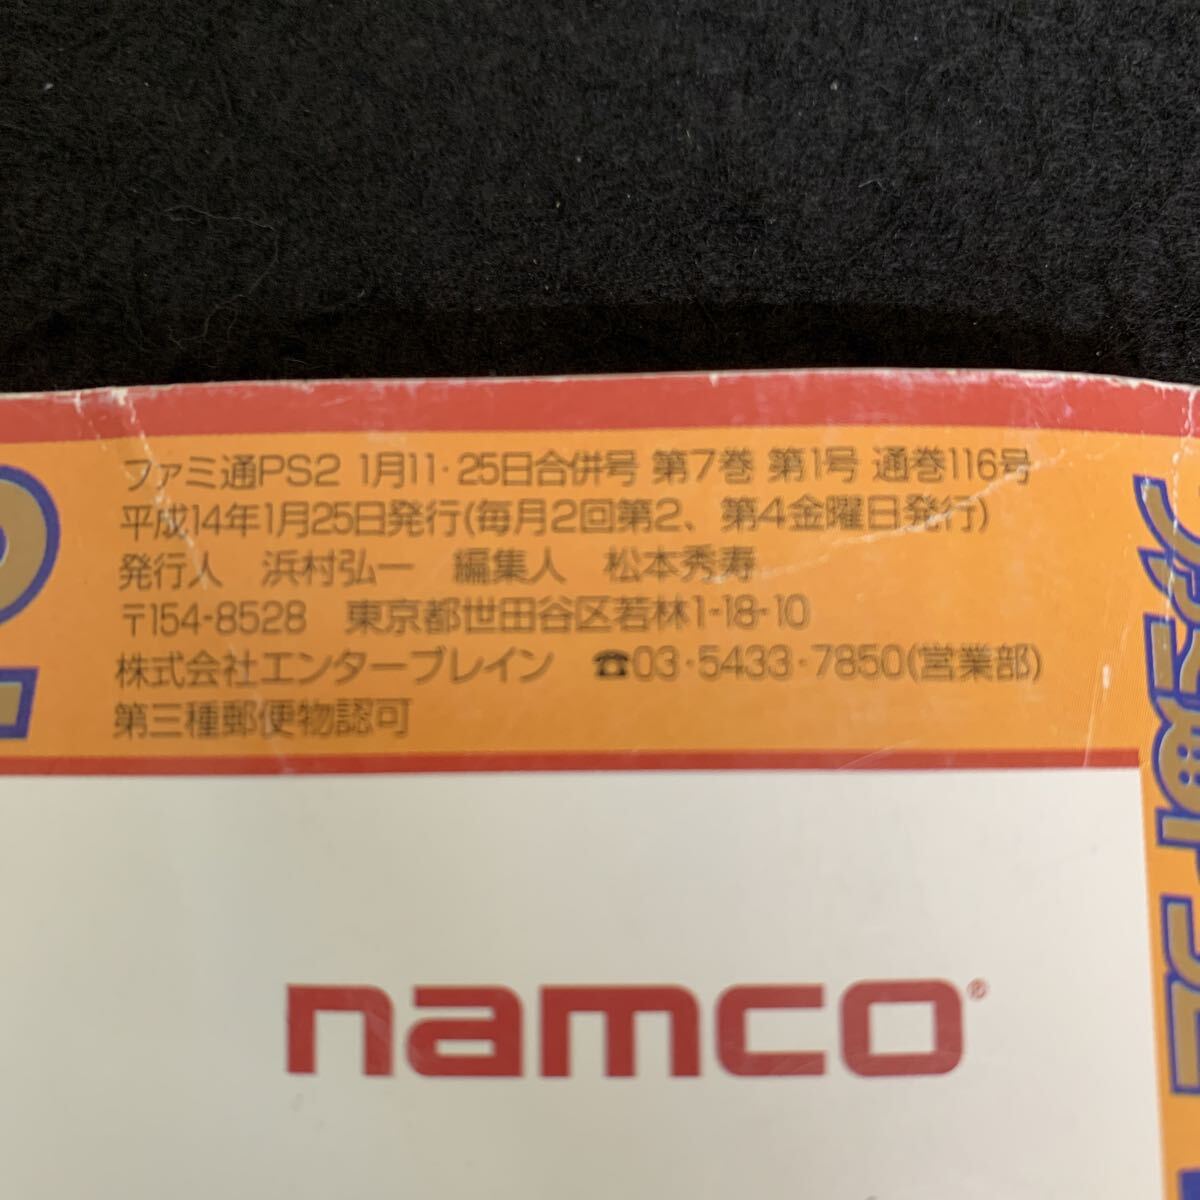 ファミ通PS2 1月11・25日合併号 第7巻 第1号 通巻116号
平成14年1月25日発行(毎月2回第2、第4金曜日発行)
発行人 浜村弘一 編集人 松本秀寿
〒154-8528 東京都世田谷区若林1-18-10
株式会社エンターブレイン ☎03・5433・7850(営業部)
第三種郵便物認可
namco®